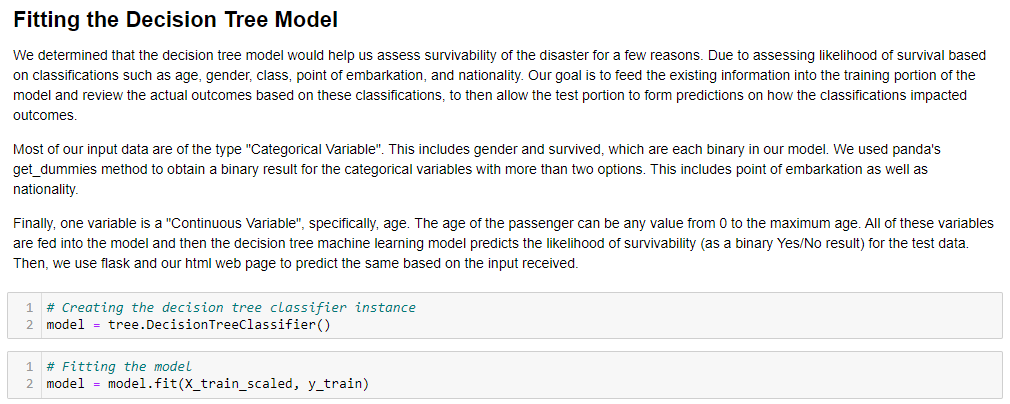 Fitting the Decision Tree Model
We determined that the decision tree model would help us assess survivability of the disaster for a few reasons. Due to assessing likelihood of survival based
on classifications such as age, gender, class, point of embarkation, and nationality. Our goal is to feed the existing information into the training portion of the
model and review the actual outcomes based on these classifications, to then allow the test portion to form predictions on how the classifications impacted
outcomes.
Most of our input data are of the type "Categorical Variable". This includes gender and survived, which are each binary in our model. We used panda's
get_dummies method to obtain a binary result for the categorical variables with more than two options. This includes point of embarkation as well as
nationality.
Finally, one variable is a "Continuous Variable", specifically, age. The age of the passenger can be any value from 0 to the maximum age. All of these variables
are fed into the model and then the decision tree machine learning model predicts the likelihood of survivability (as a binary Yes/No result) for the test data.
Then, we use flask and our html web page to predict the same based on the input received.
1 # Creating the decision tree classifier instance
2 model = tree.DecisionTreeClassifier()
1 # Fitting the model
2 model = model.fit(X_train_scaled, y_train)